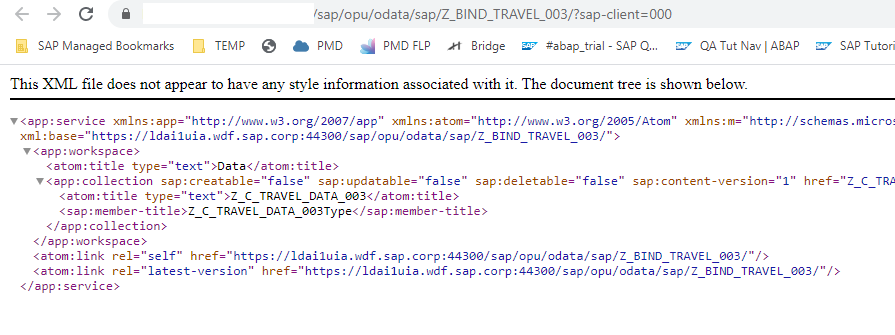 /sap/opu/odata/sap/Z_BIND_TRAVEL_003/?sap-client=000
SAP Managed Bookmarks TEMP PMD PMD FLP Bridge #abap_trial - SAP Q... QA Tut Nav | ABAP SAP Tutori
This XML file does not appear to have any style information associated with it. The document tree is shown below.
<app:service xmlns:app="http://www.w3.org/2007/app" xmlns:atom="http://www.w3.org/2005/Atom" xmlns:m="http://schemas.micros
xml:base="https://ldai1uia.wdf.sap.corp:44300/sap/opu/odata/sap/Z_BIND_TRAVEL_003/">
<app:workspace>
<atom:title type="text">Data</atom:title>
<app:collection sap:creatable="false" sap:updatable="false" sap:deletable="false" sap:content-version="1" href="Z_C_TRA
<atom:title type="text">Z_C_TRAVEL_DATA_003</atom:title>
<sap:member-title>Z_C_TRAVEL_DATA_003Type</sap:member-title>
</app:collection>
</app:workspace>
<atom:link rel="self" href="https://ldai1uia.wdf.sap.corp:44300/sap/opu/odata/sap/Z_BIND_TRAVEL_003/"/>
<atom:link rel="latest-version" href="https://ldai1uia.wdf.sap.corp:44300/sap/opu/odata/sap/Z_BIND_TRAVEL_003/"/>
</app:service>